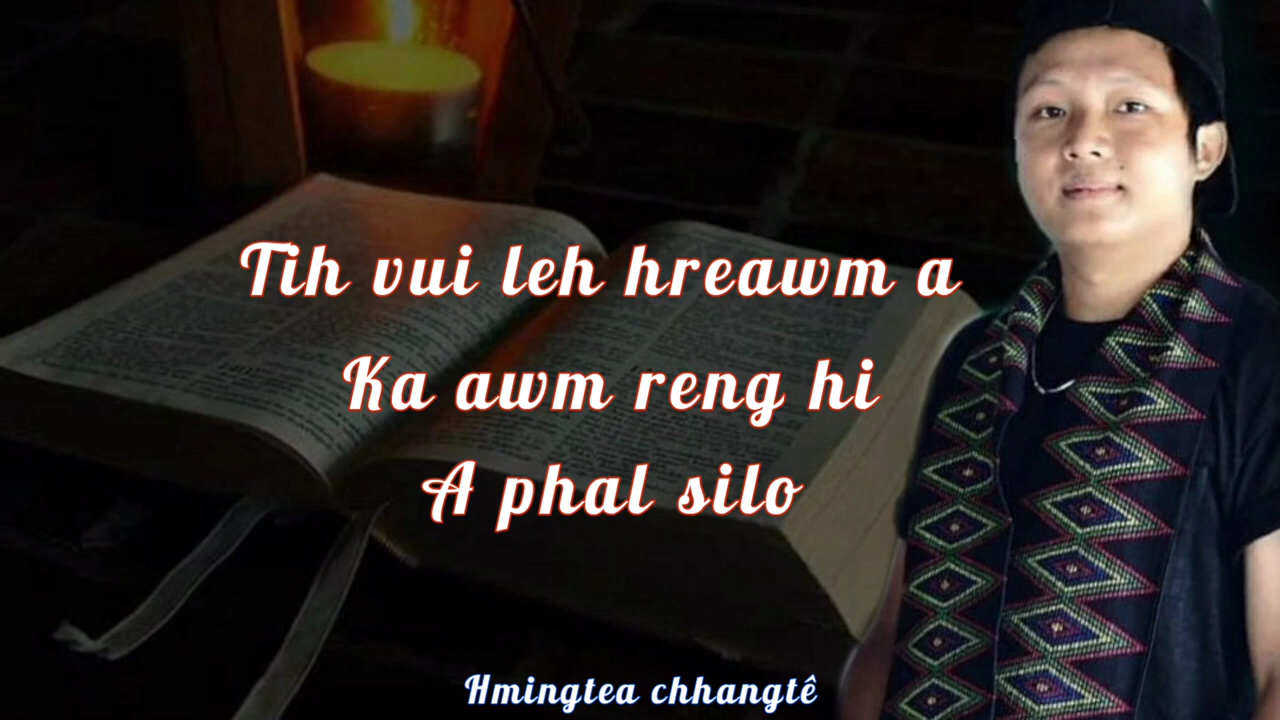 Tih vui leh hreawm a
Ka awm reng hi
A phal silo
Hmingtea chhangtê